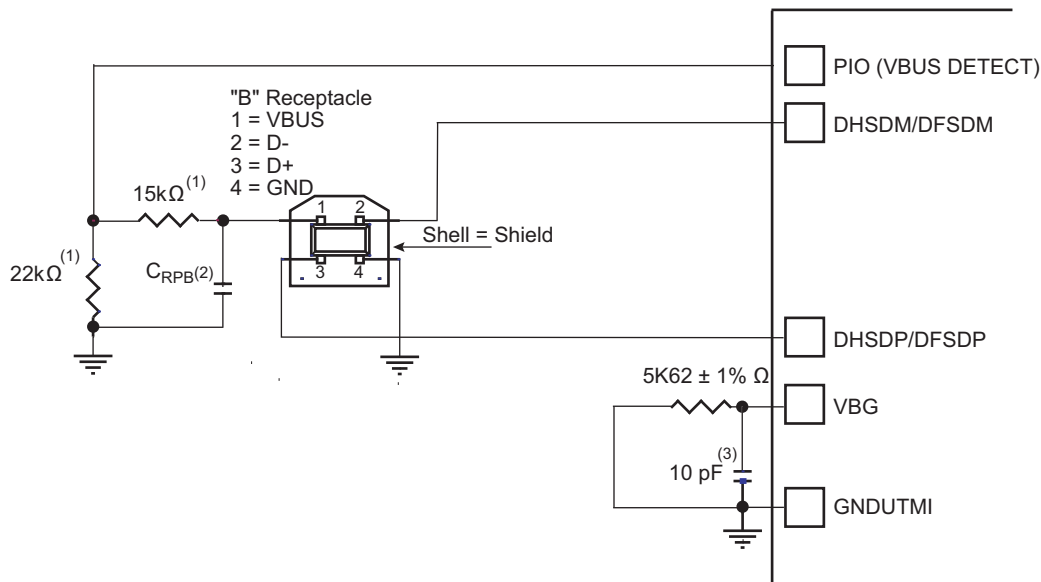 PIO (VBUS DETECT)
"B" Receptacle
1 = VBUS
2 = D-
3 = D+
4 = GND
DHSDM/DFSDM
15kΩ(1)
1 2
Shell = Shield
22kΩ(1)
CRPB(2)
3 4
DHSDP/DFSDP
5K62 ± 1% Ω
VBG
10 pF(3)
GNDUTMI